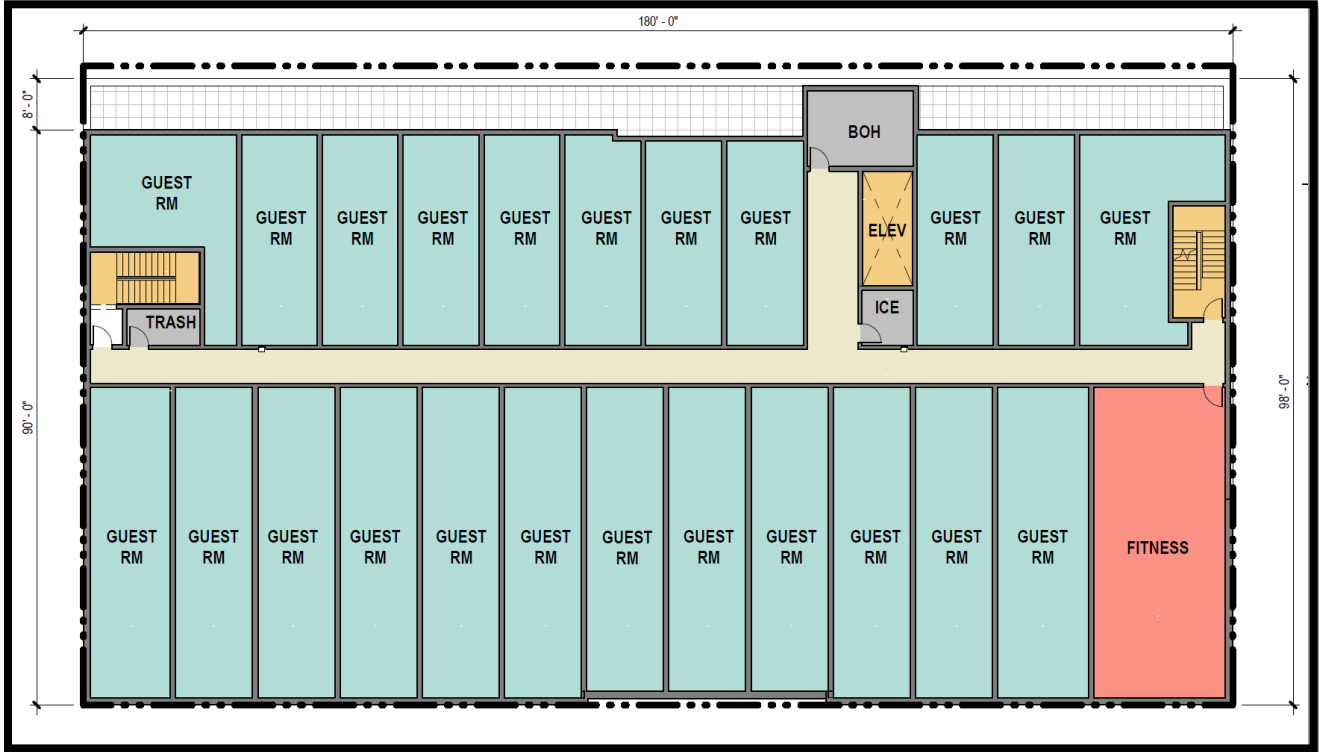 180' - 0"
8' - 0"
BOH
GUEST
RM
GUEST
RM
GUEST
RM
GUEST
RM
GUEST
RM
GUEST
RM
GUEST
RM
GUEST
RM
ELEV
GUEST
RM
GUEST
RM
GUEST
RM
ICE
TRASH
90' - 0"
98' - 0"
GUEST
RM
GUEST
RM
GUEST
RM
GUEST
RM
GUEST
RM
GUEST
RM
GUEST
RM
GUEST
RM
GUEST
RM
GUEST
RM
GUEST
RM
GUEST
RM
FITNESS